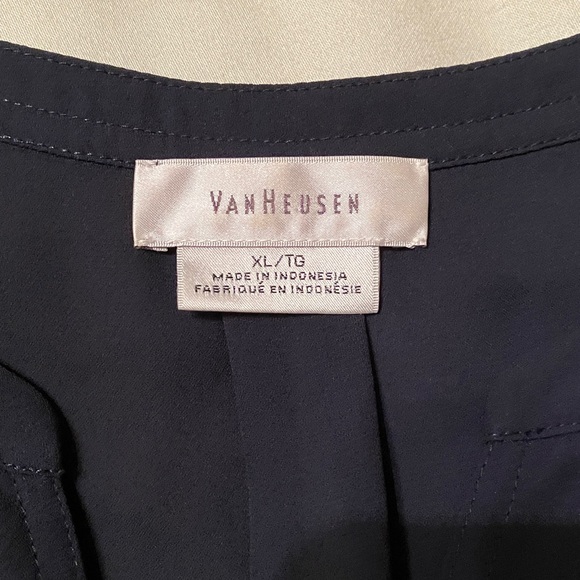 VANHEUSEN
XL/TG
MADE IN INDONESIA
FABRIQUÉ EN INDONÉSIE